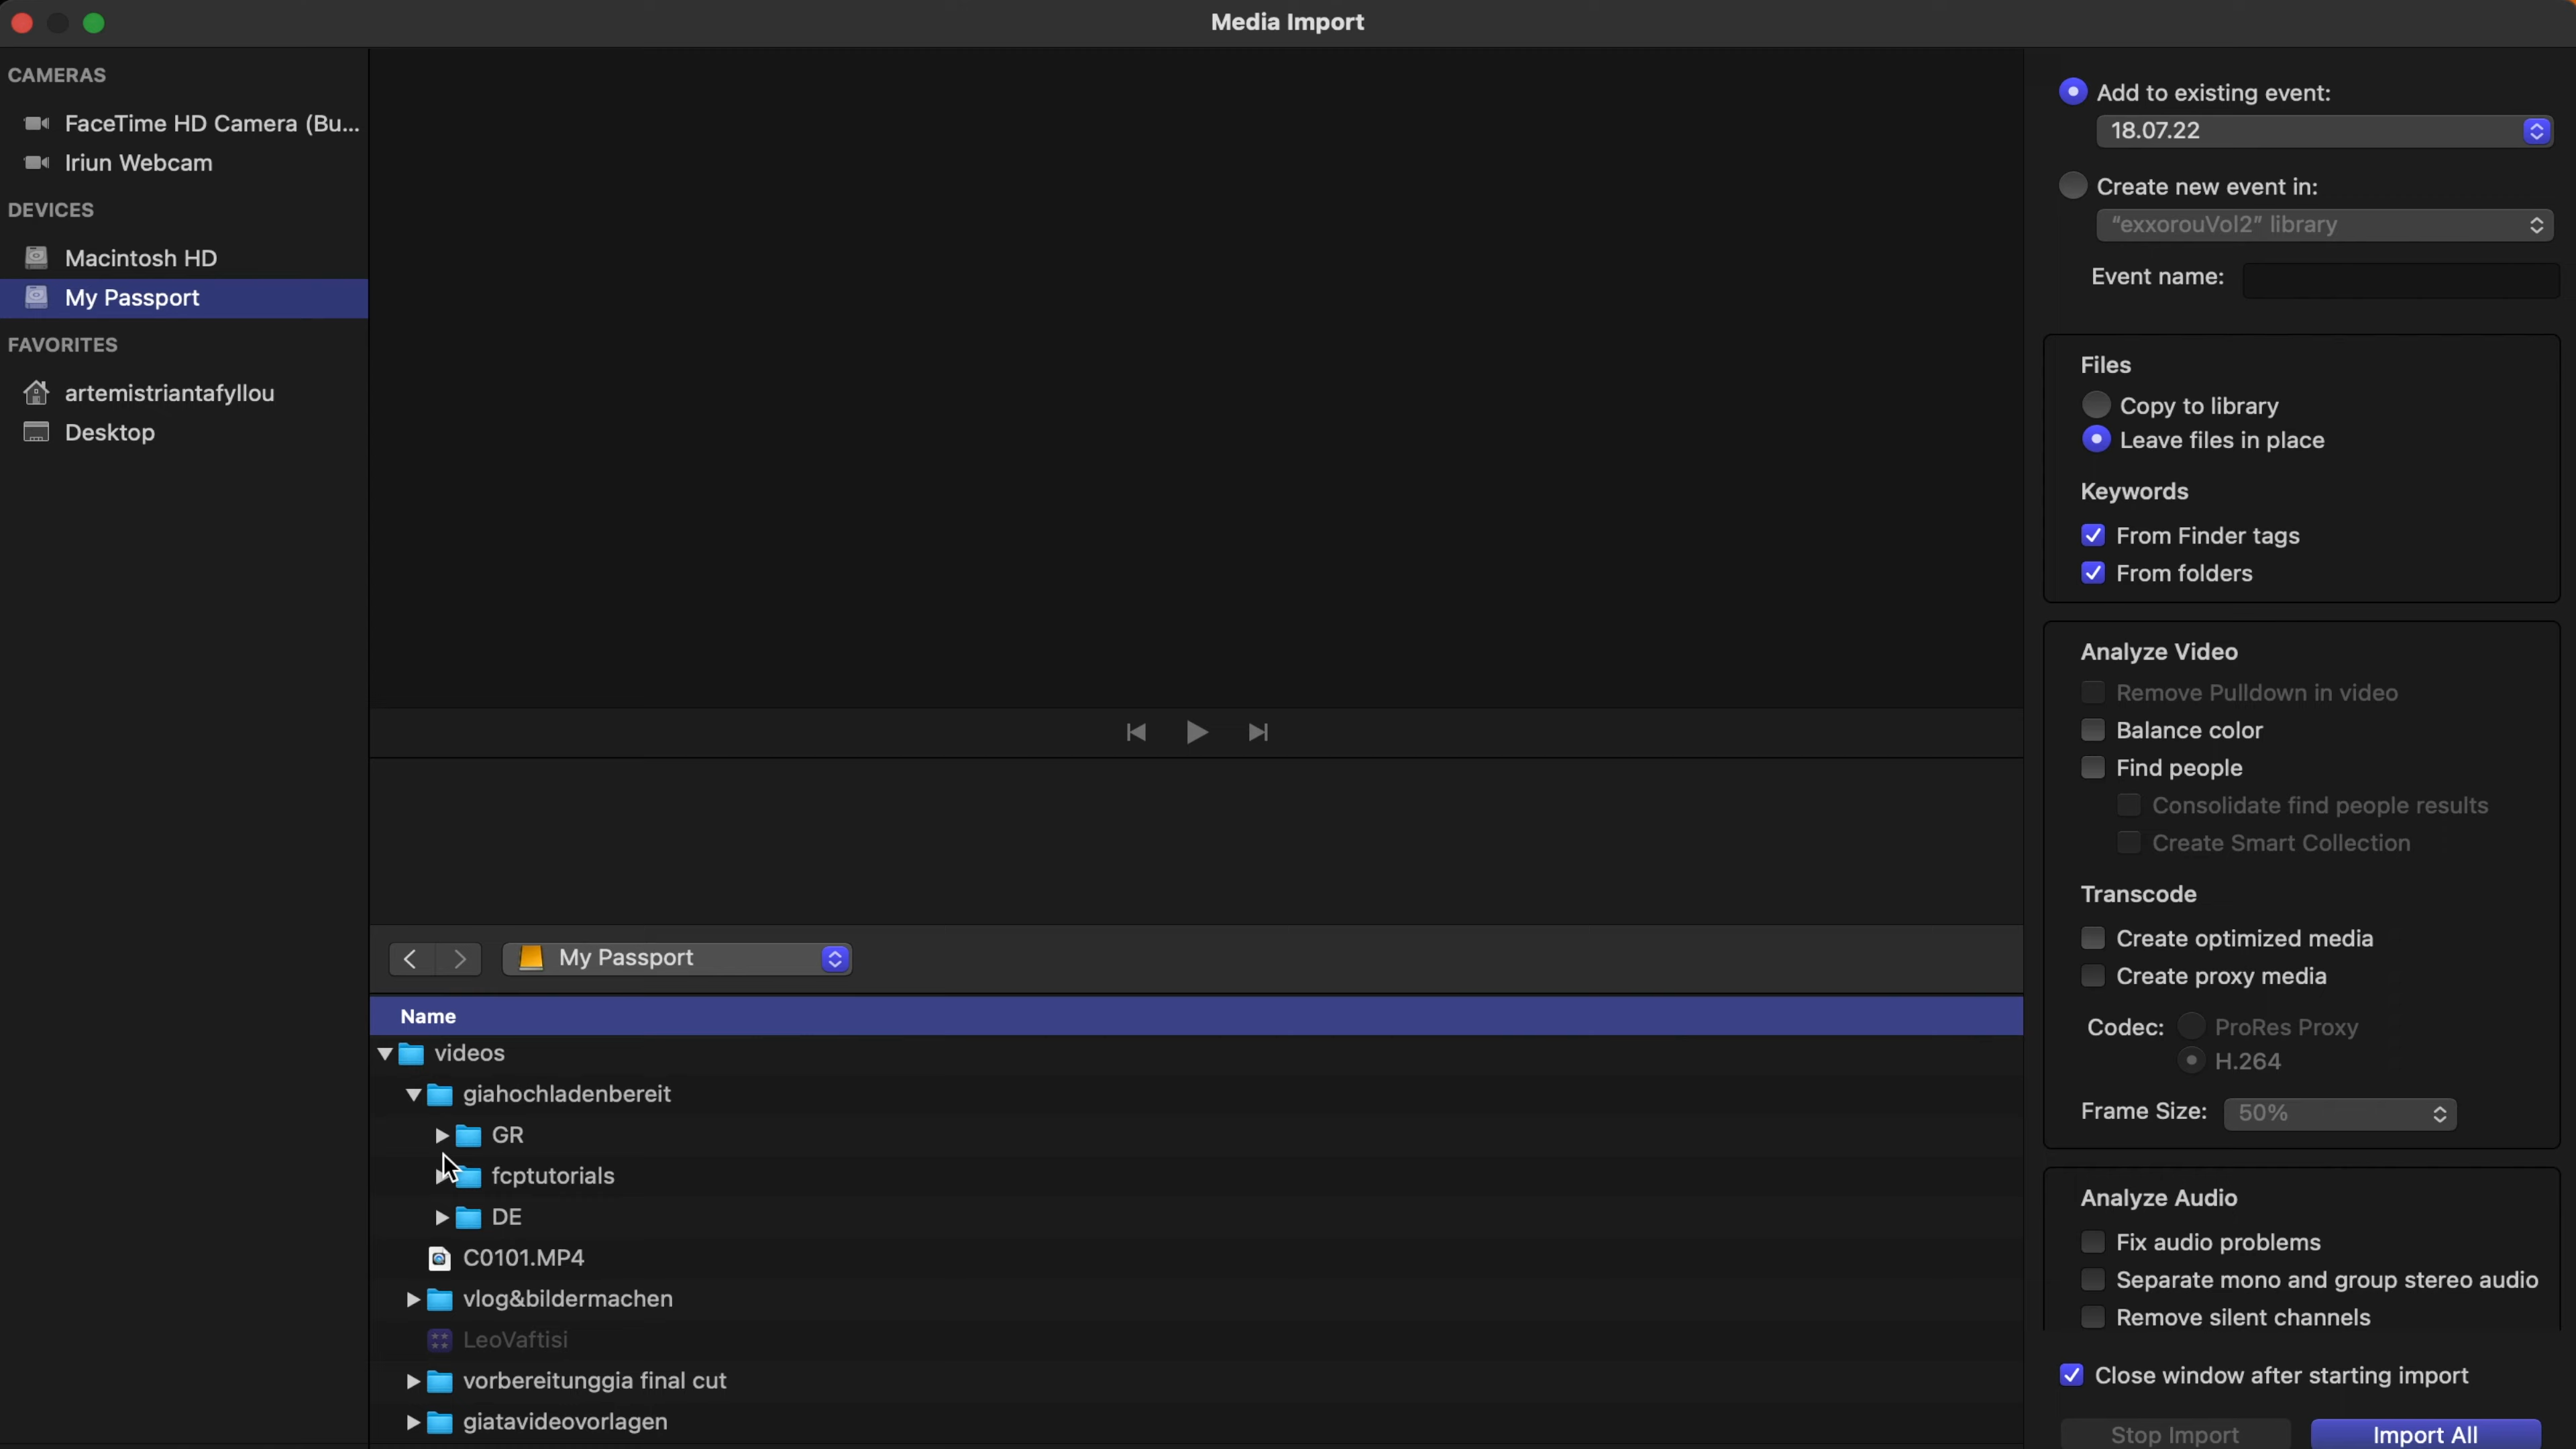 Media Import
CAMERAS
FaceTime HD Camera (Bu...
Iriun Webcam
DEVICES
Macintosh HD
My Passport
FAVORITES
artemistriantafyllou
Desktop
My Passport
Name
videos
giahochladenbereit
GR
fcptutorials
DE
C0101.MP4
vlog&bildermachen
LeoVaftisi
vorbereitunggia final cut
giatavideovorlagen
Add to existing event:
18.07.22
Create new event in:
“exxorouVol2” library
Event name:
Files
Copy to library
Leave files in place
Keywords
From Finder tags
From folders
Analyze Video
Remove Pulldown in video
Balance color
Find people
Consolidate find people results
Create Smart Collection
Transcode
Create optimized media
Create proxy media
Codec: ProRes Proxy
H.264
Frame Size: 50%
Analyze Audio
Fix audio problems
Separate mono and group stereo audio
Remove silent channels
Close window after starting import
Stop Import Import All